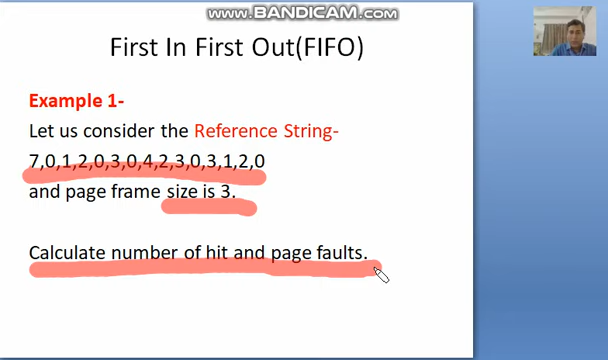 www.BANDICAM.com
First In First Out(FIFO)
Example 1-
Let us consider the Reference String-
7,0,1,2,0,3,0,4,2,3,0,3,1,2,0
and page frame size is 3.
Calculate number of hit and page faults.